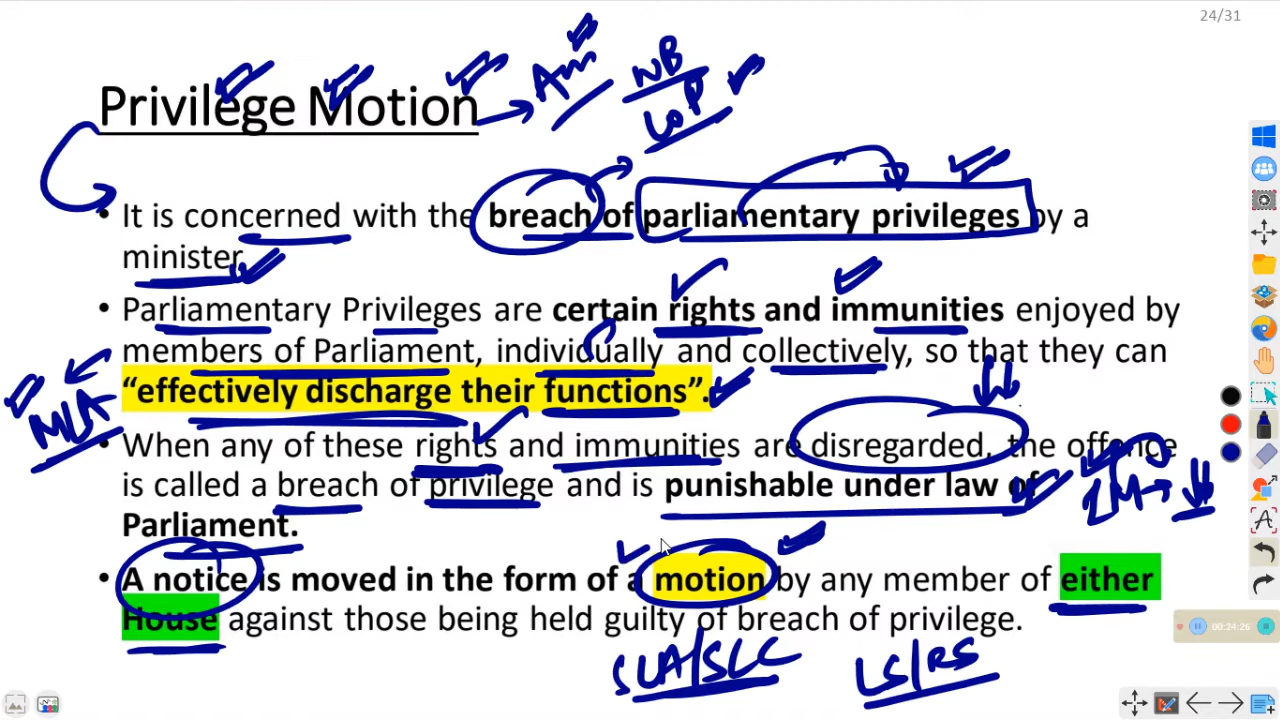 24/31
Privilege Motion
NB
LOP
• It is concerned with the breach of parliamentary privileges by a
minister
• Parliamentary Privileges are certain rights and immunities enjoyed by
members of Parliament, individually and collectively, so that they can
“effectively discharge their functions”.
MLA
• When any of these rights and immunities are disregarded, the offence
is called a breach of privilege and is punishable under law of
Parliament.
• A notice is moved in the form of a motion by any member of either
House against those being held guilty of breach of privilege.
SLA/SLC LS/RS
00:24:26